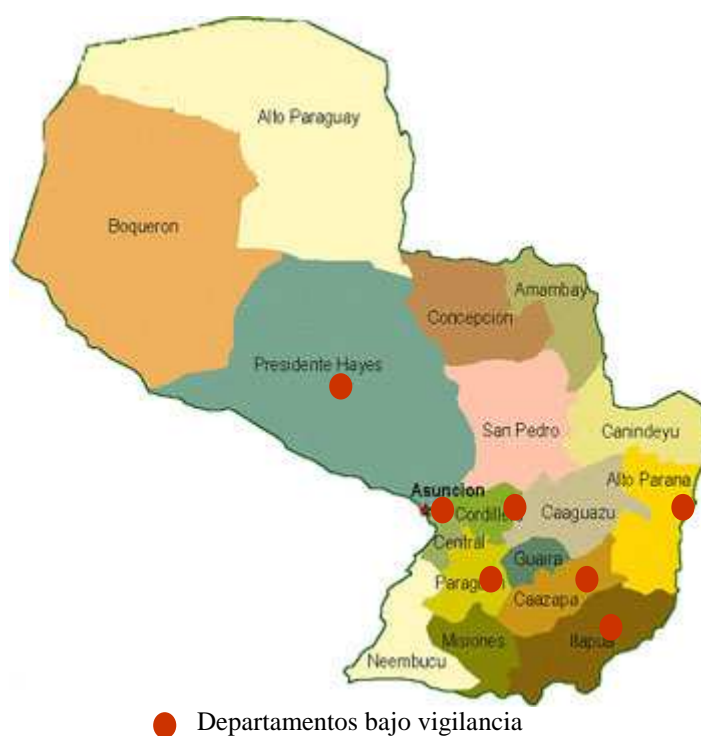 Alto Paraguay
Boqueron
Amambay
Concepcion
Presidente Hayes
San Pedro
Canindeyu
Alto Parana
Asuncion
Caaguazu
Central
Guaira
Caazapa
Misiones
Neembucu
Departamentos bajo vigilancia